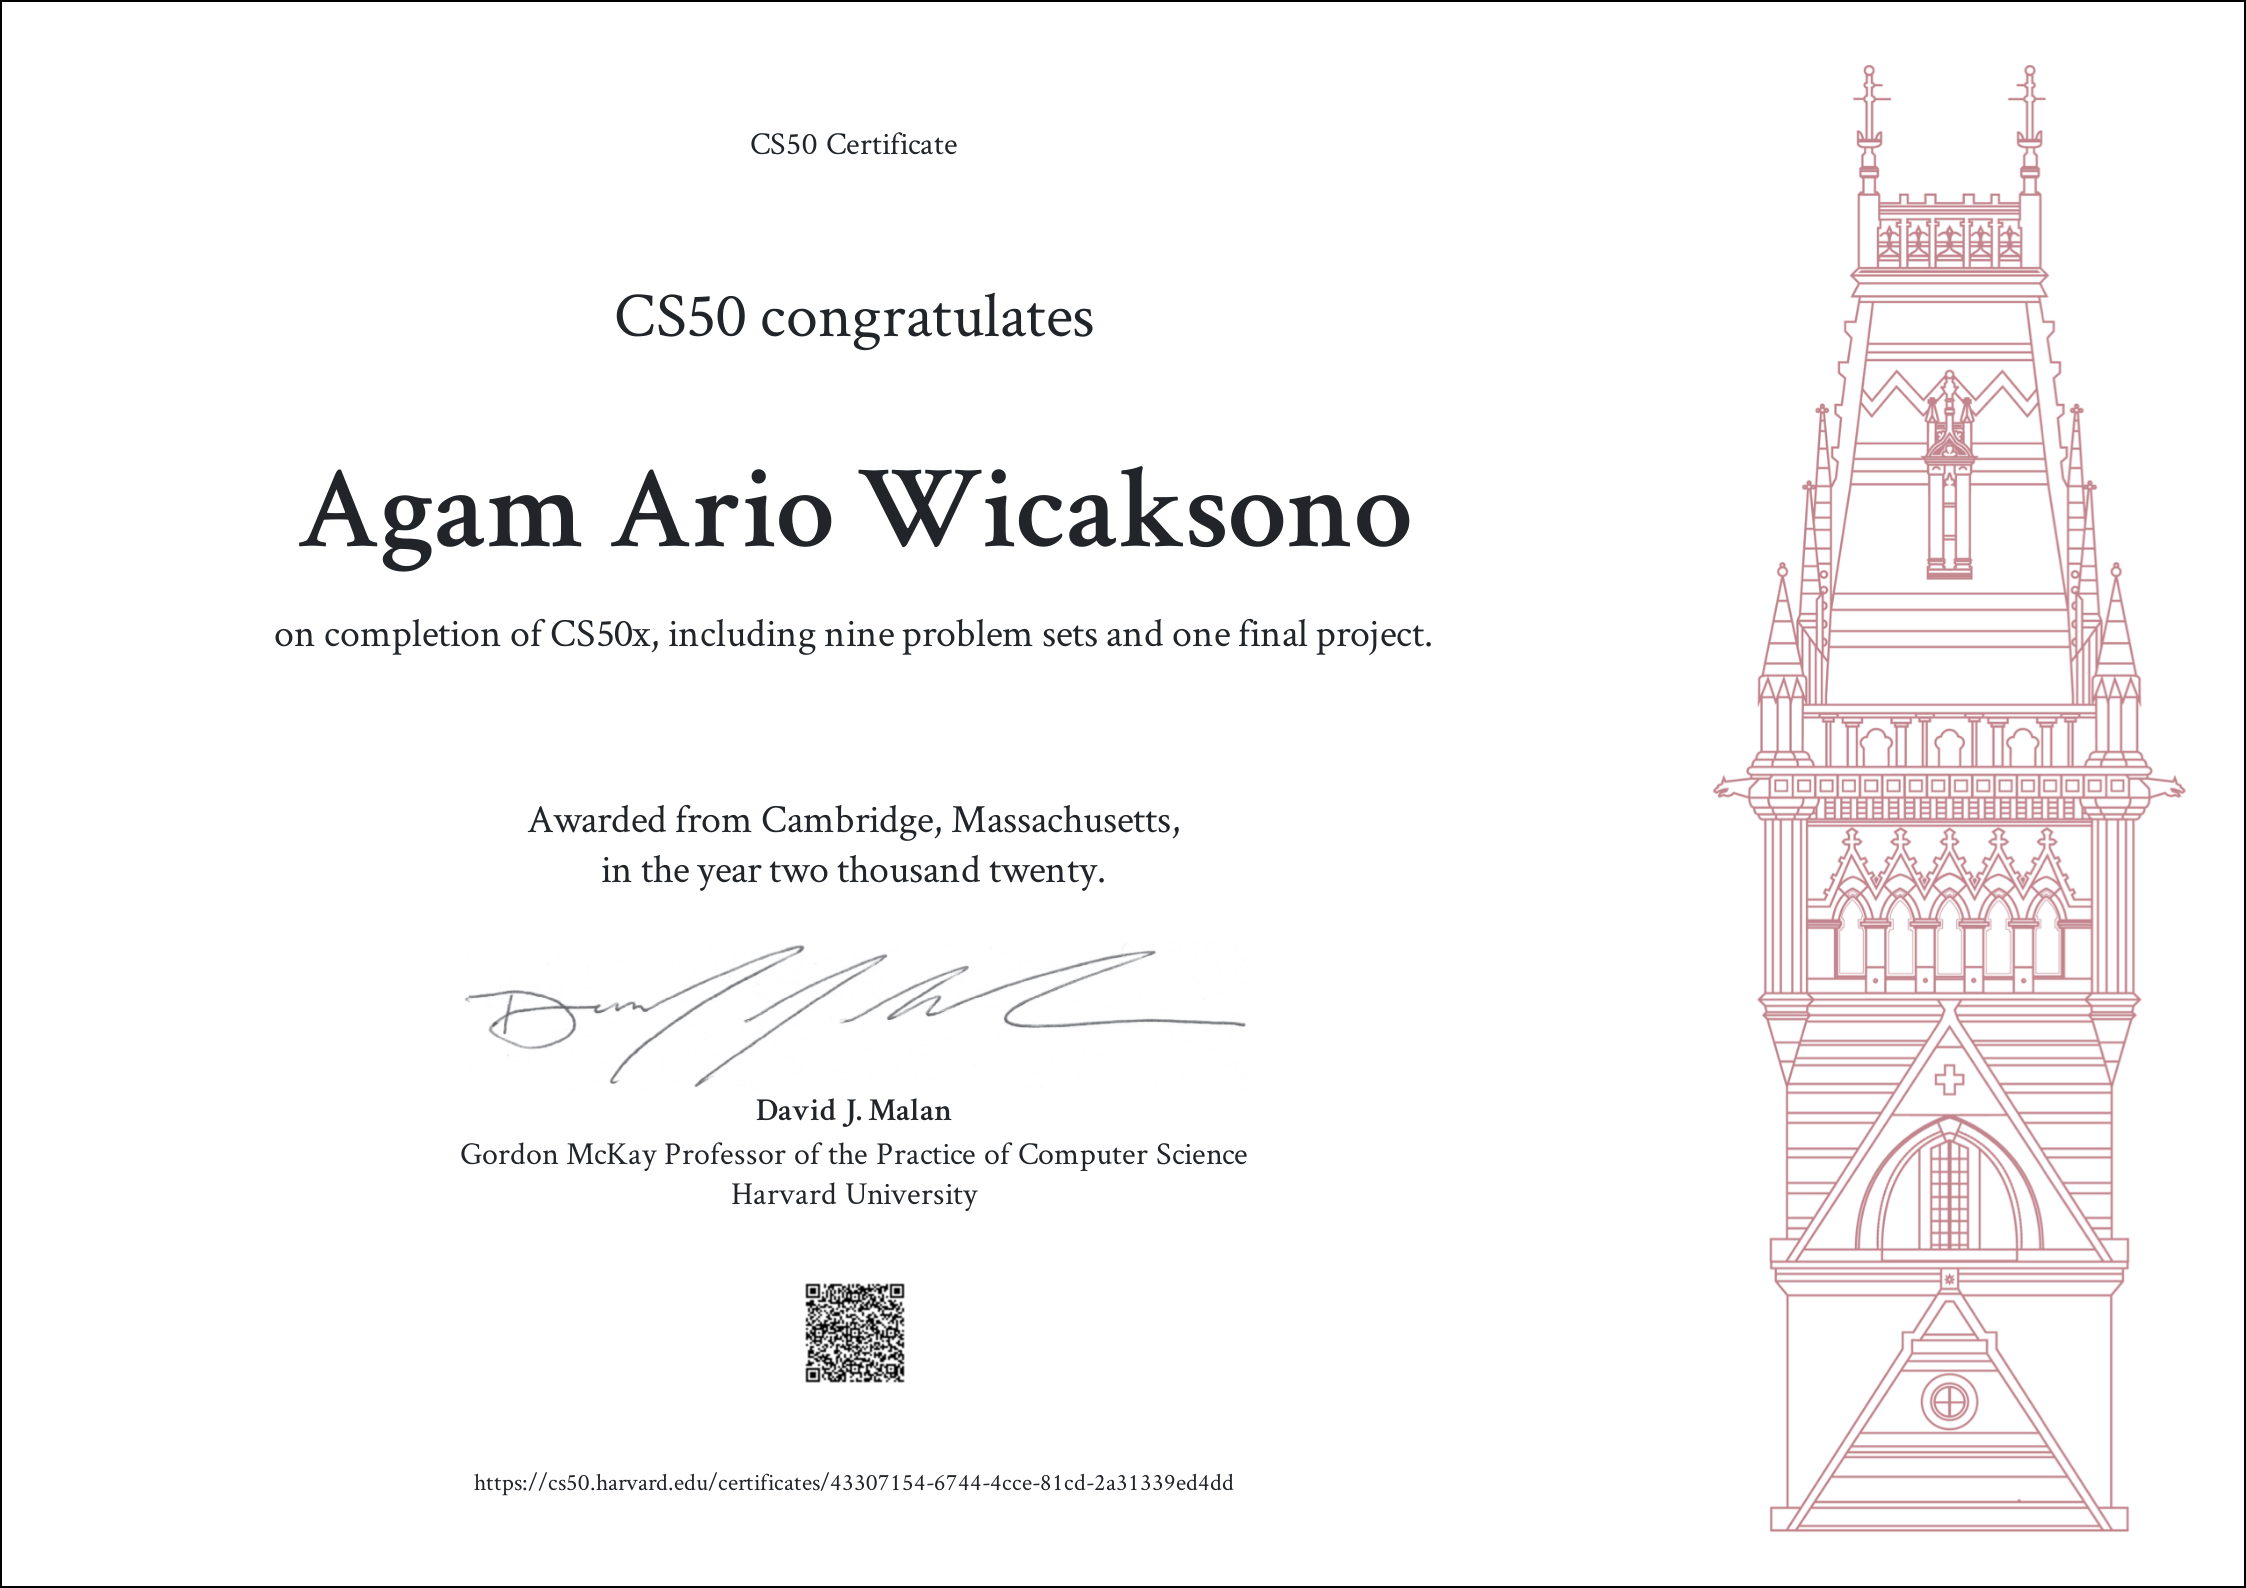 CS50 Certificate
CS50 congratulates
Agam Ario Wicaksono
on completion of CS50x, including nine problem sets and one final project.
Awarded from Cambridge, Massachusetts,
in the year two thousand twenty.
David J. Malan
Gordon McKay Professor of the Practice of Computer Science
Harvard University
https://cs50.harvard.edu/certificates/43307154-6744-4cce-81cd-2a31339ed4dd